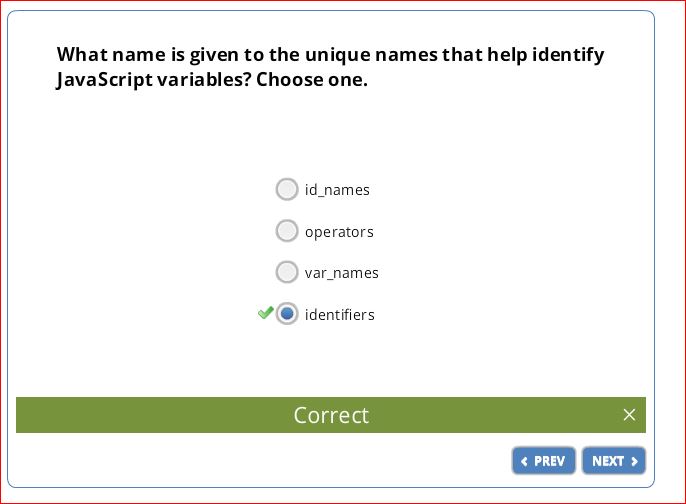 What name is given to the unique names that help identify
JavaScript variables? Choose one.
id_names
operators
var_names
identifiers
Correct
PREV
NEXT